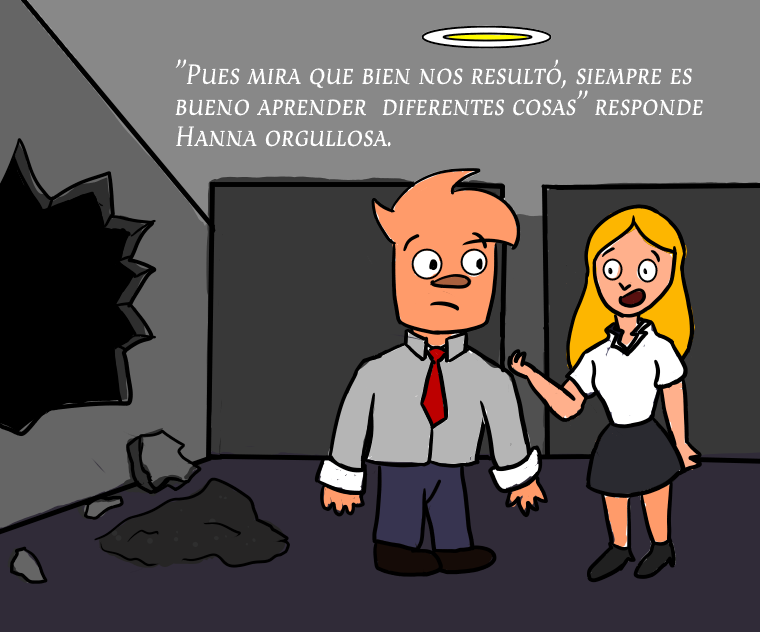 "Pues mira que bien nos resultó, siempre es
bueno aprender diferentes cosas" responde
Hanna orgullosa.